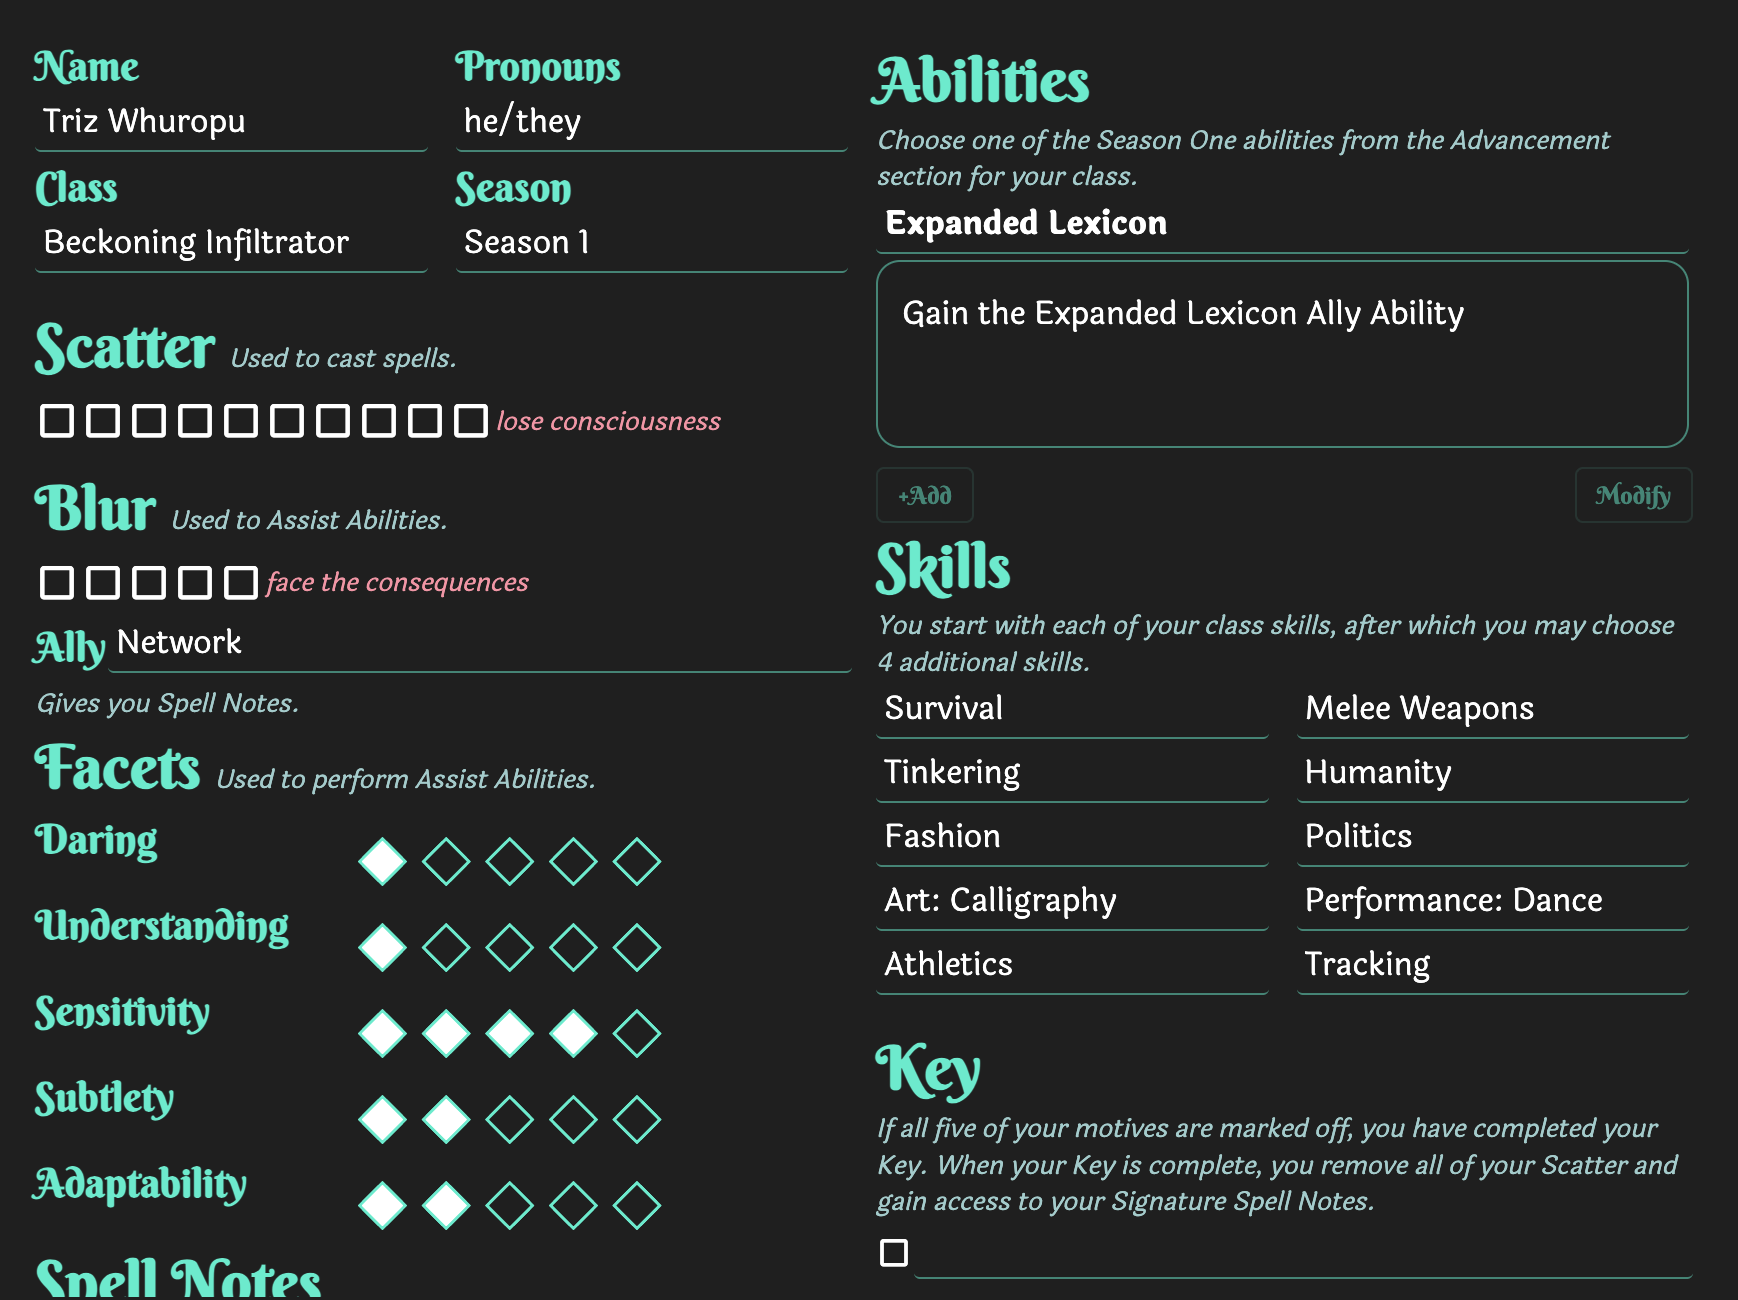 Name
Triz Whuropu
Pronouns
he/they
Class
Beckoning Infiltrator
Season
Season 1
Scatter Used to cast spells.
lose consciousness
Blur Used to Assist Abilities.
face the consequences
Ally Network
Gives you Spell Notes.
Facets Used to perform Assist Abilities.
Daring
Understanding
Sensitivity
Subtlety
Adaptability
Spell Notes
Abilities
Choose one of the Season One abilities from the Advancement
section for your class.
Expanded Lexicon
Gain the Expanded Lexicon Ally Ability
+Add
Modify
Skills
You start with each of your class skills, after which you may choose
4 additional skills.
Survival
Melee Weapons
Tinkering
Humanity
Fashion
Politics
Art: Calligraphy
Performance: Dance
Athletics
Tracking
Key
If all five of your motives are marked off, you have completed your
Key. When your Key is complete, you remove all of your Scatter and
gain access to your Signature Spell Notes.